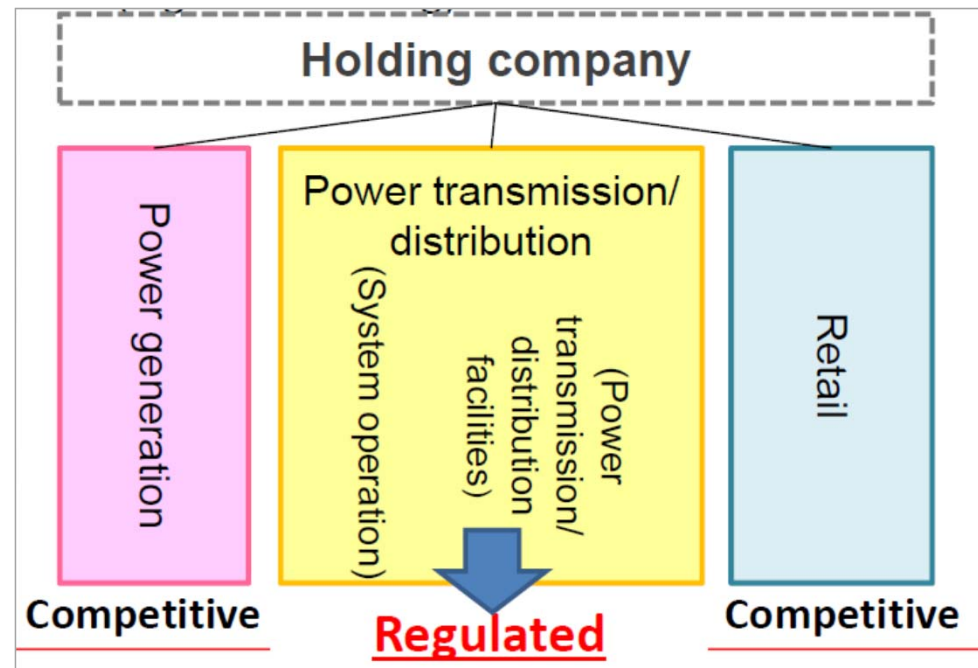 Holding company
Power generation
Power transmission/
distribution
(System operation)
(Power
transmission/
distribution
facilities)
Retail
Competitive
Regulated
Competitive